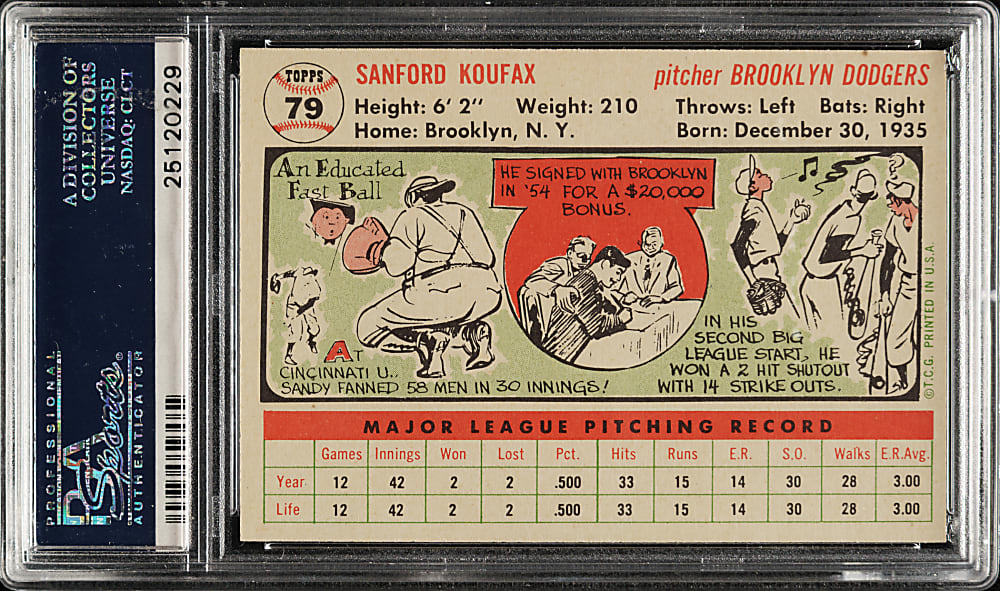 A DIVISION OF
COLLECTORS
UNIVERSE
NASDAQ: CLCT
25120229
PROFESSIONAL
PSA
Sports®
AUTHENTICATOR
TOPPS
79
SANFORD KOUFAX
pitcher BROOKLYN DODGERS
Height: 6' 2" Weight: 210 Throws: Left Bats: Right
Home: Brooklyn, N. Y. Born: December 30, 1935
An Educated
Fast Ball
AT
CINCINNATI U..
SANDY FANNED 58 MEN IN 30 INNINGS!
HE SIGNED WITH BROOKLYN
IN '54 FOR A $20,000
BONUS.
IN HIS
SECOND BIG
LEAGUE START, HE
WON A 2 HIT SHUTOUT
WITH 14 STRIKE OUTS.
© T.C.G. PRINTED IN U.S.A.
MAJOR LEAGUE PITCHING RECORD
Games Innings Won Lost Pct. Hits Runs E.R. S.O. Walks E.R.Avg.
Year 12 42 2 2 .500 33 15 14 30 28 3.00
Life 12 42 2 2 .500 33 15 14 30 28 3.00